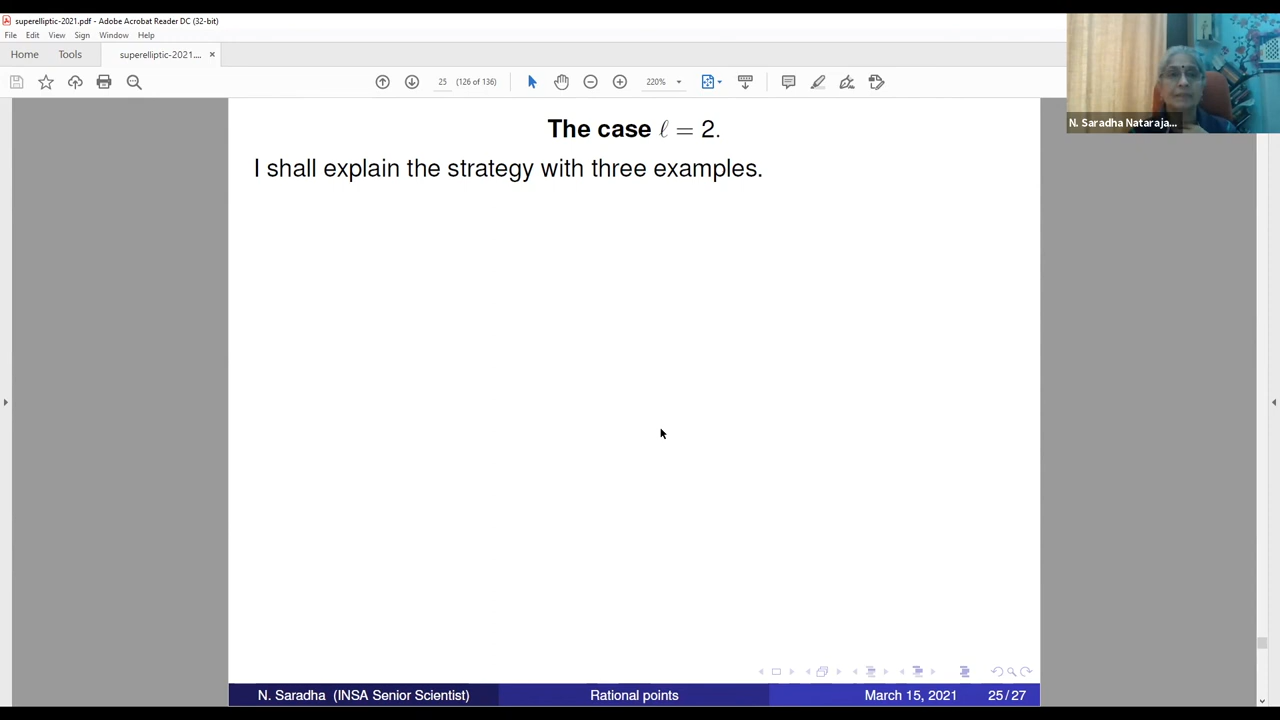 superelliptic-2021.pdf - Adobe Acrobat Reader DC (32-bit)
File Edit View Sign Window Help
Home Tools superelliptic-2021.... ×
25 (126 of 136) 220%
N. Saradha Nataraja...
The case ℓ = 2.
I shall explain the strategy with three examples.
N. Saradha (INSA Senior Scientist) Rational points March 15, 2021 25/27